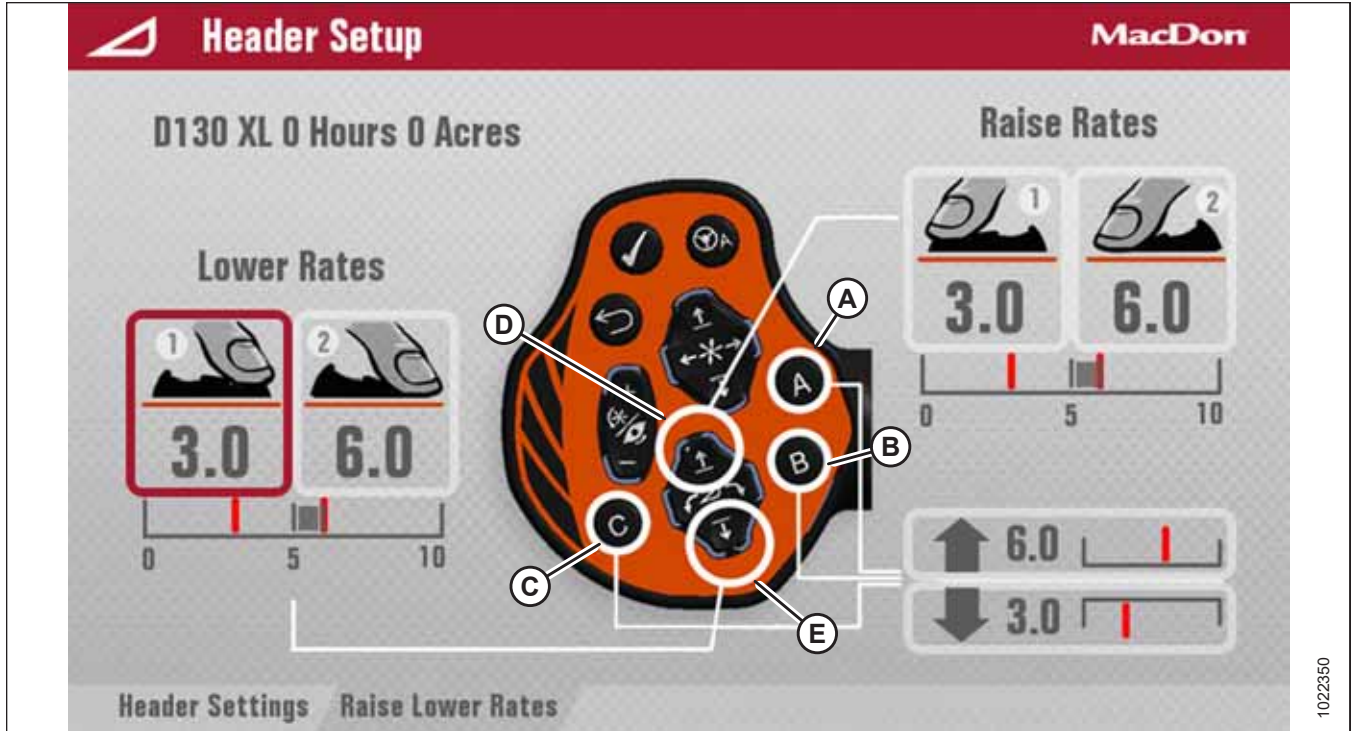 Header Setup
MacDon
D130 XL 0 Hours 0 Acres
Raise Rates
1
2
3.0
6.0
0
5
10
Lower Rates
1
2
3.0
6.0
0
5
10
A
A
A
B
B
C
C
D
E
6.0
3.0
Header Settings
Raise Lower Rates
1022350